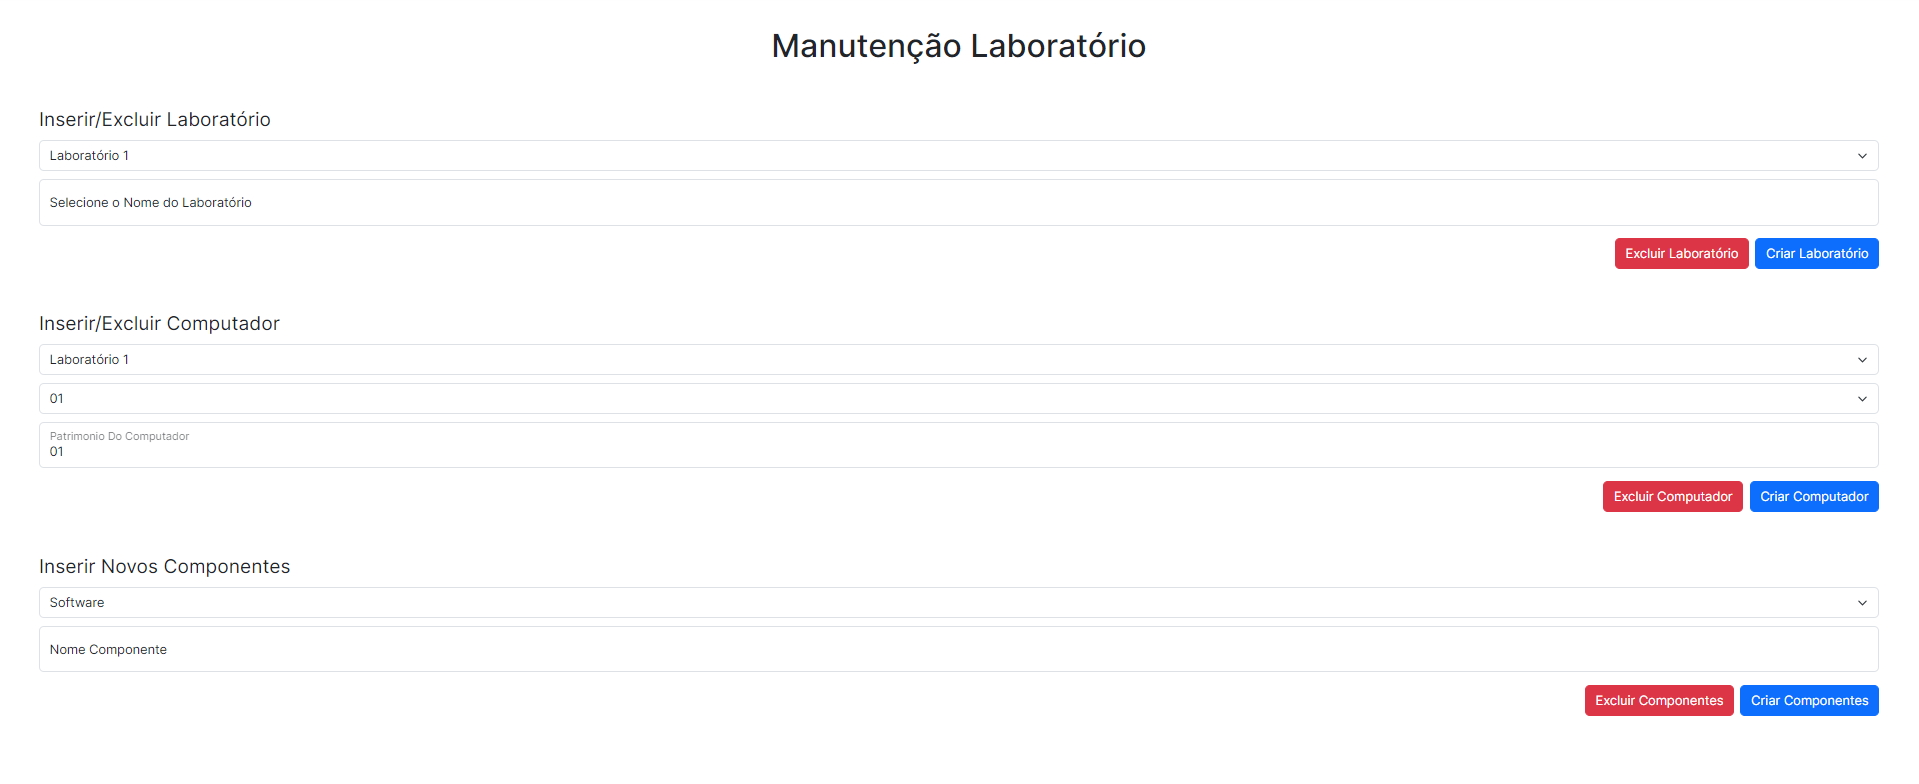 Manutenção Laboratório
Inserir/Excluir Laboratório
Laboratório 1
Selecione o Nome do Laboratório
Excluir Laboratório Criar Laboratório
Inserir/Excluir Computador
Laboratório 1
01
Patrimonio Do Computador
01
Excluir Computador Criar Computador
Inserir Novos Componentes
Software
Nome Componente
Excluir Componentes Criar Componentes